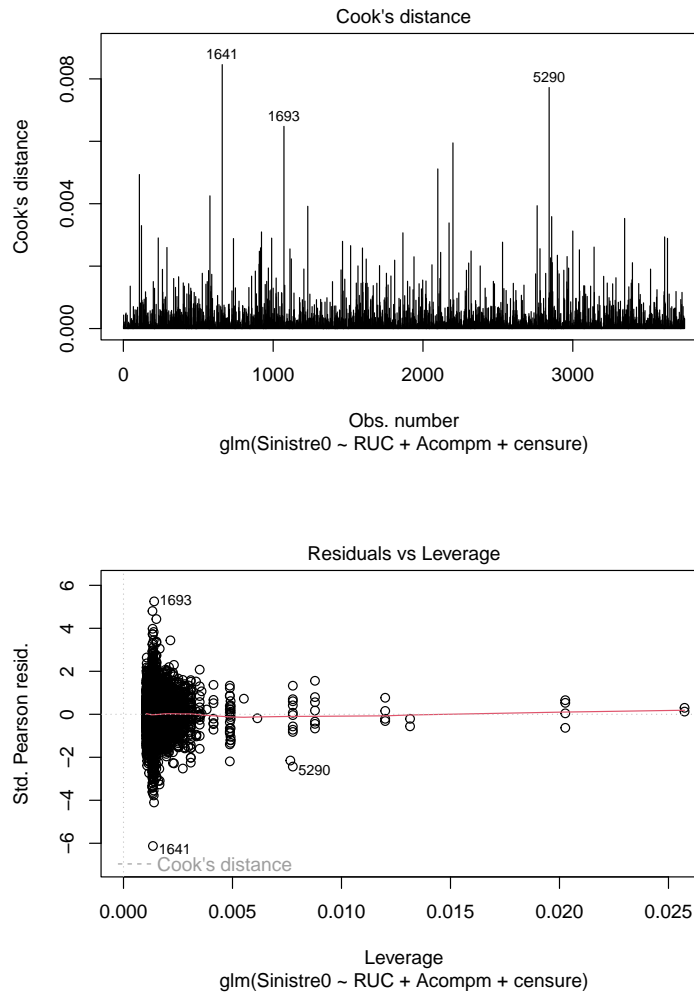 Cook's distance
Cook's distance
0.008
0.004
0.000
1641
1693
5290
0
1000
2000
3000
Obs. number
glm(Sinistre0 ~ RUC + Acompm + censure)
Residuals vs Leverage
Std. Pearson resid.
6
4
2
0
−2
−4
−6
1693
5290
1641
Cook's distance
0.000
0.005
0.010
0.015
0.020
0.025
Leverage
glm(Sinistre0 ~ RUC + Acompm + censure)